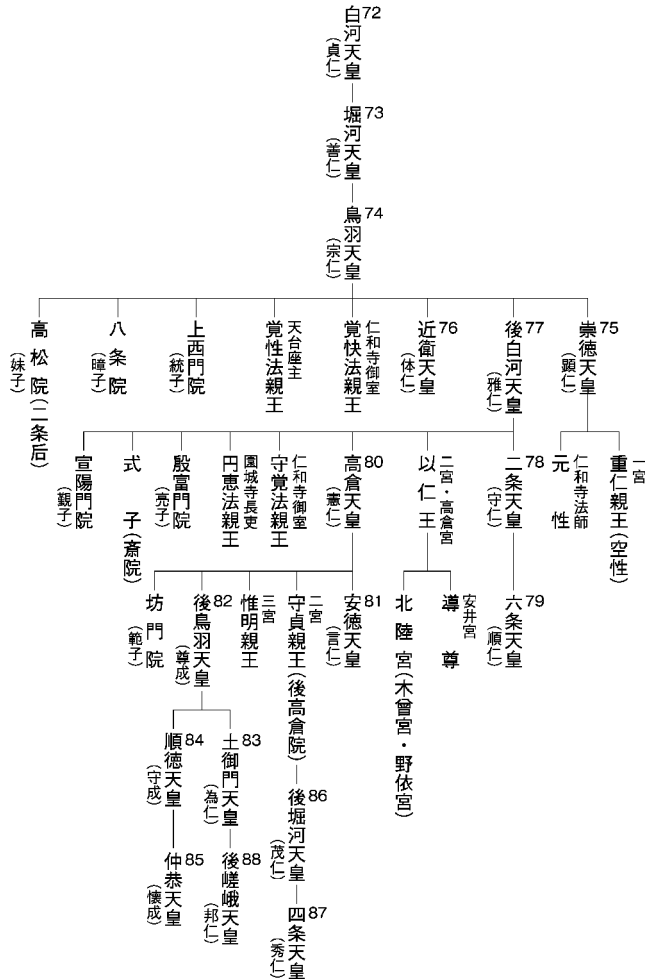 白河天皇72
(貞仁)
堀河天皇73
(善仁)
鳥羽天皇74
(宗仁)
崇徳天皇75
(顕仁)
後白河天皇77
(雅仁)
近衛天皇76
(体仁)
仁和寺御室
覚快法親王
天台座主
覚性法親王
上西門院
(統子)
八条院
(暲子)
高松院(二条后)
(妹子)
一宮
重仁親王(空性)
仁和寺法師
元性
二条天皇78
(守仁)
二宮・高倉宮
以仁王
高倉天皇80
(憲仁)
仁和寺御室
守覚法親王
園城寺長吏
円恵法親王
殷富門院
(亮子)
式子(斎院)
宣陽門院
(覲子)
六条天皇79
(順仁)
安井宮
導尊
北陸宮(木曾宮・野依宮)
安徳天皇81
(言仁)
二宮
守貞親王(後高倉院)
三宮
惟明親王
後鳥羽天皇82
(尊成)
坊門院
(範子)
後堀河天皇86
(茂仁)
土御門天皇83
(為仁)
順徳天皇84
(守成)
四条天皇87
(秀仁)
後嵯峨天皇88
(邦仁)
仲恭天皇85
(懐成)